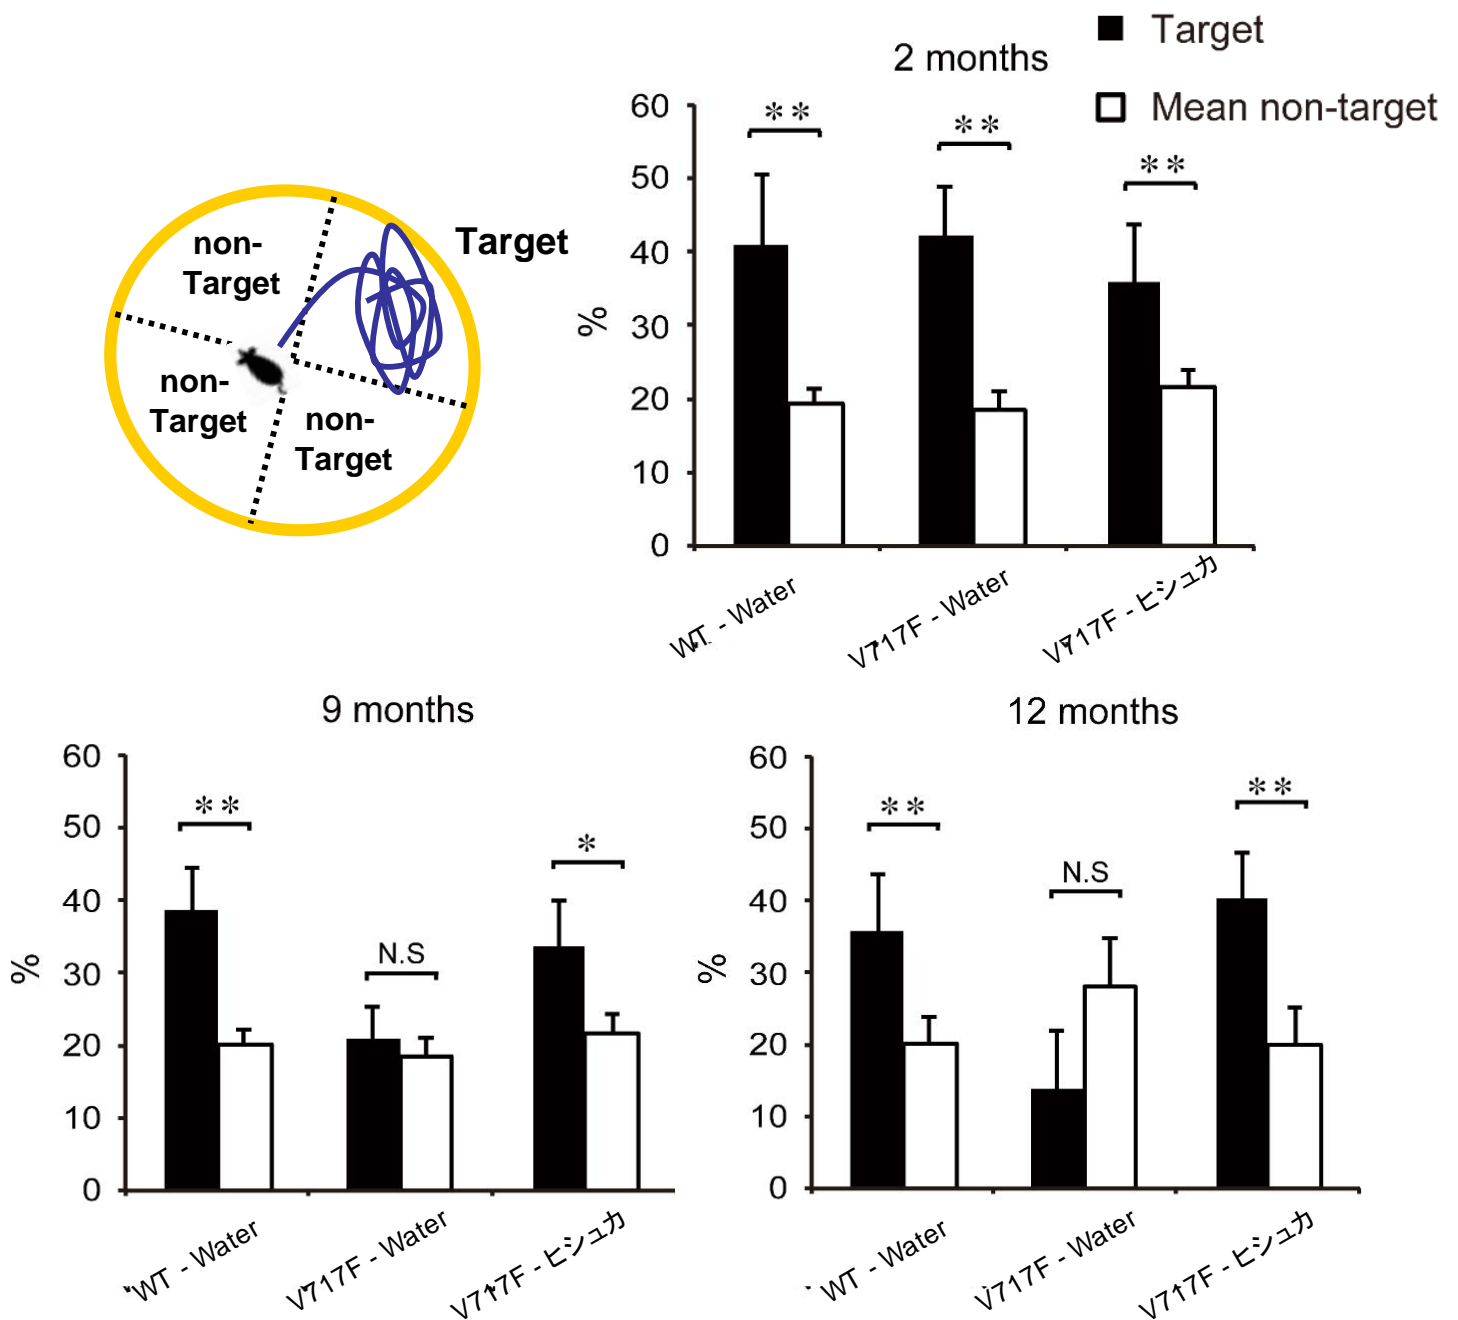 Target
Mean non-target
2 months
non-
Target
Target
non-
Target
non-
Target
60
50
40
30
20
10
0
%
**
**
**
WT - Water
V717F - Water
V717F - ヒシュカ
9 months
60
50
40
30
20
10
0
%
**
N.S
*
WT - Water
V717F - Water
V717F - ヒシュカ
12 months
60
50
40
30
20
10
0
%
**
N.S
**
WT - Water
V717F - Water
V717F - ヒシュカ